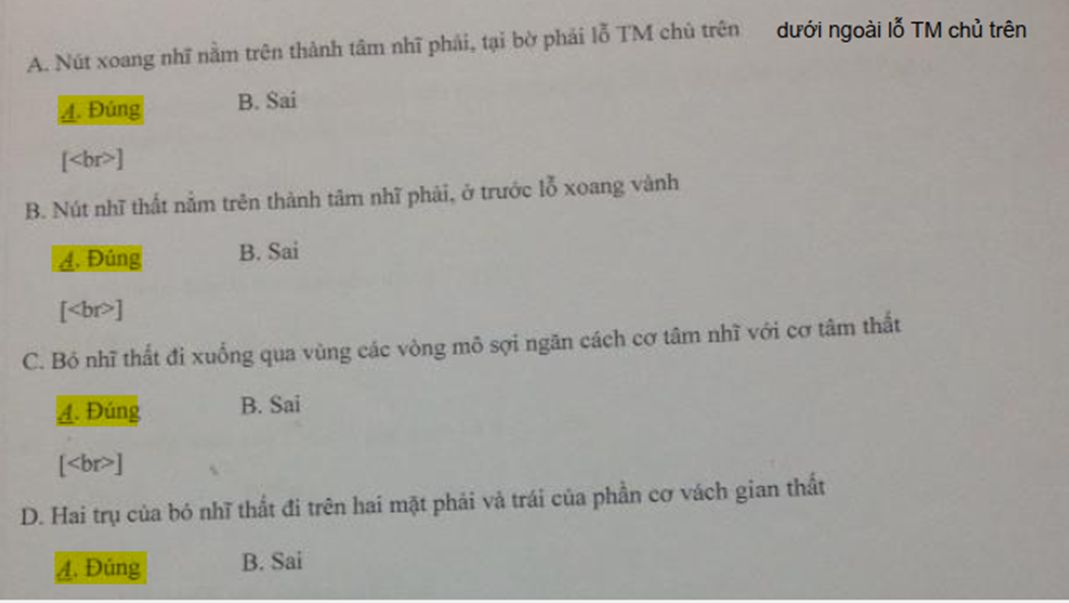 A. Nút xoang nhĩ nằm trên thành tâm nhĩ phải, tại bờ phải lỗ TM chủ trên dưới ngoài lỗ TM chủ trên
A. Đúng B. Sai
[<br>]
B. Nút nhĩ thất nằm trên thành tâm nhĩ phải, ở trước lỗ xoang vành
A. Đúng B. Sai
[<br>]
C. Bó nhĩ thất đi xuống qua vùng các vòng mô sợi ngăn cách cơ tâm nhĩ với cơ tâm thất
A. Đúng B. Sai
[<br>]
D. Hai trụ của bó nhĩ thất đi trên hai mặt phải và trái của phần cơ vách gian thất
A. Đúng B. Sai